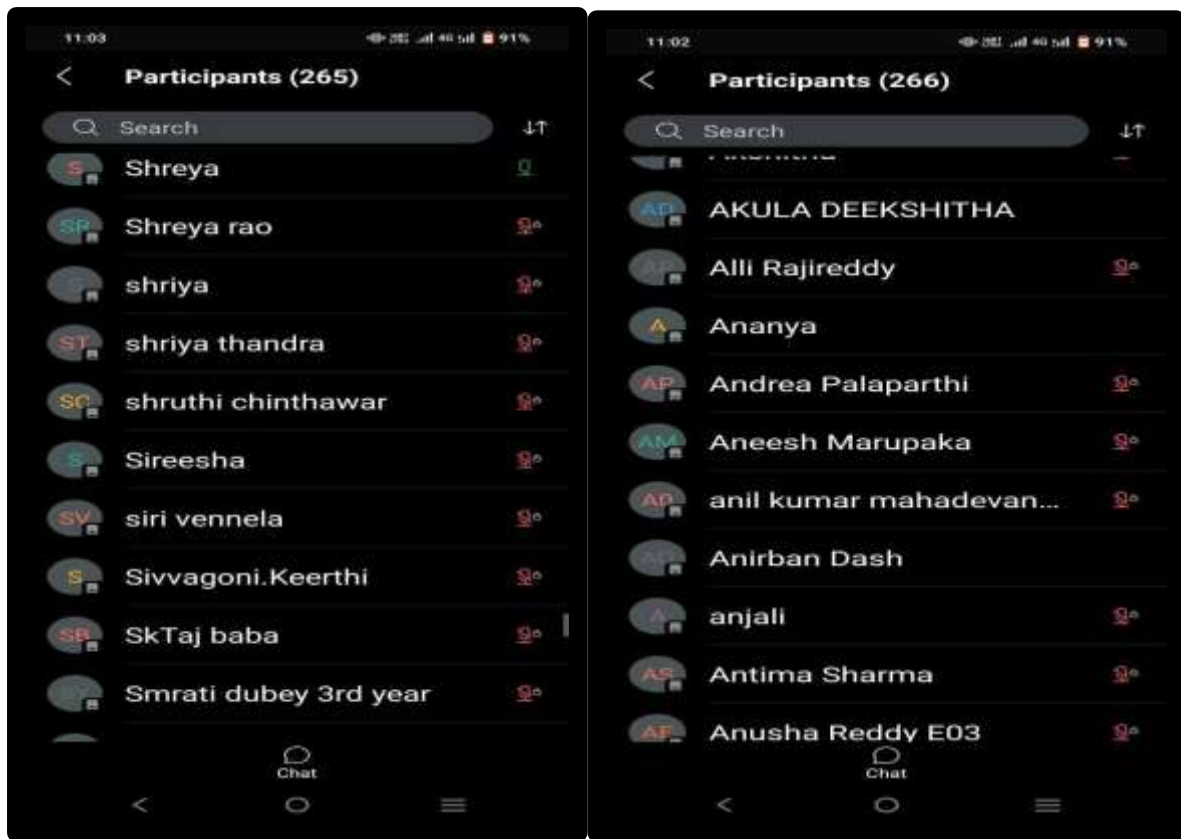 11:03
91%
Participants (265)
Search
Shreya
Shreya rao
shriya
shriya thandra
shruthi chinthawar
Sireesha
siri vennela
Sivvagoni.Keerthi
SkTaj baba
Smrati dubey 3rd year
Chat
11:02
91%
Participants (266)
Search
AKULA DEEKSHITHA
Alli Rajireddy
Ananya
Andrea Palaparthi
Aneesh Marupaka
anil kumar mahadevan...
Anirban Dash
anjali
Antima Sharma
Anusha Reddy E03
Chat